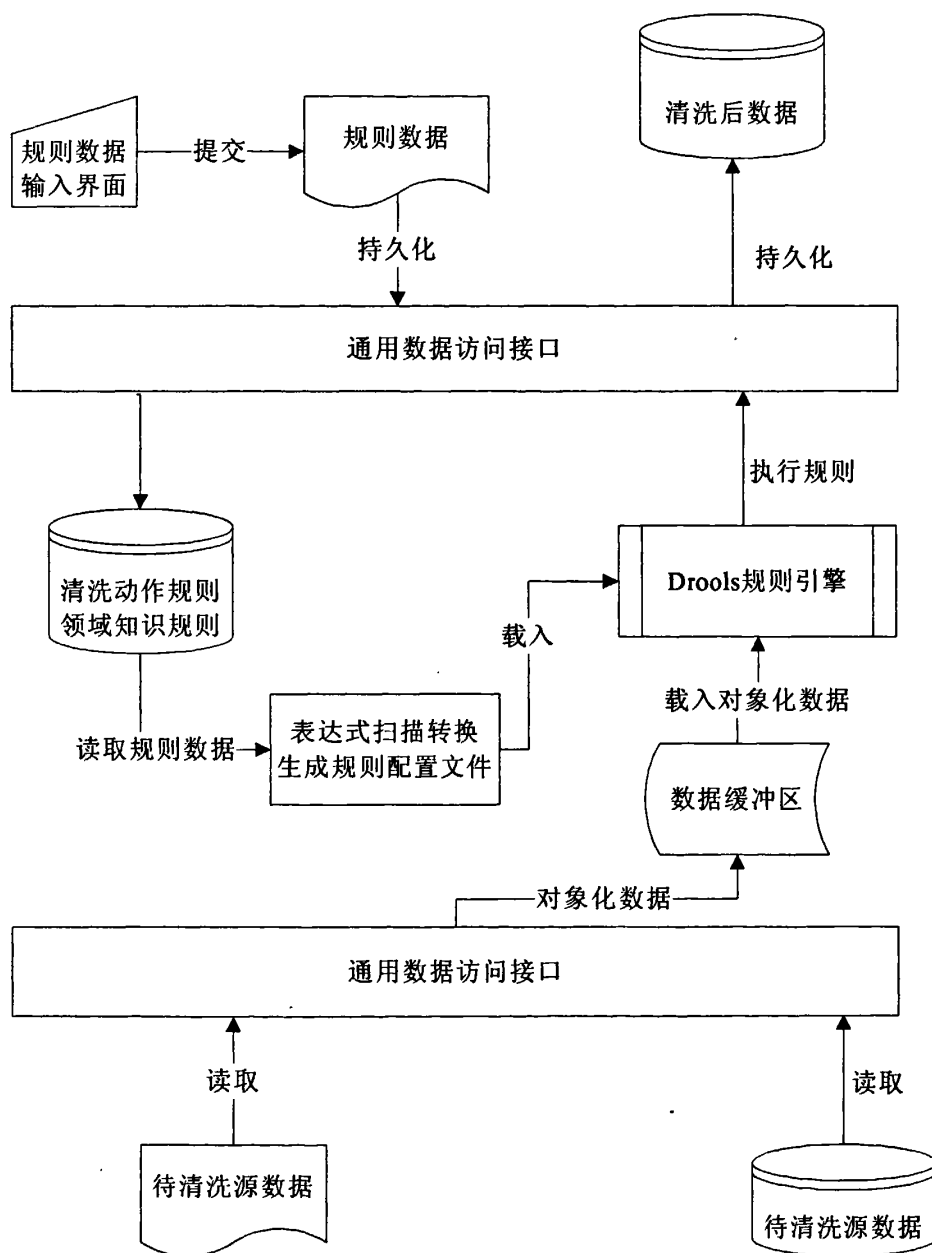 清洗后数据
规则数据
输入界面
提交
规则数据
持久化
持久化
通用数据访问接口
执行规则
清洗动作规则
领域知识规则
Drools规则引擎
载入
载入对象化数据
读取规则数据
表达式扫描转换
生成规则配置文件
数据缓冲区
对象化数据
通用数据访问接口
读取
读取
待清洗源数据
待清洗源数据